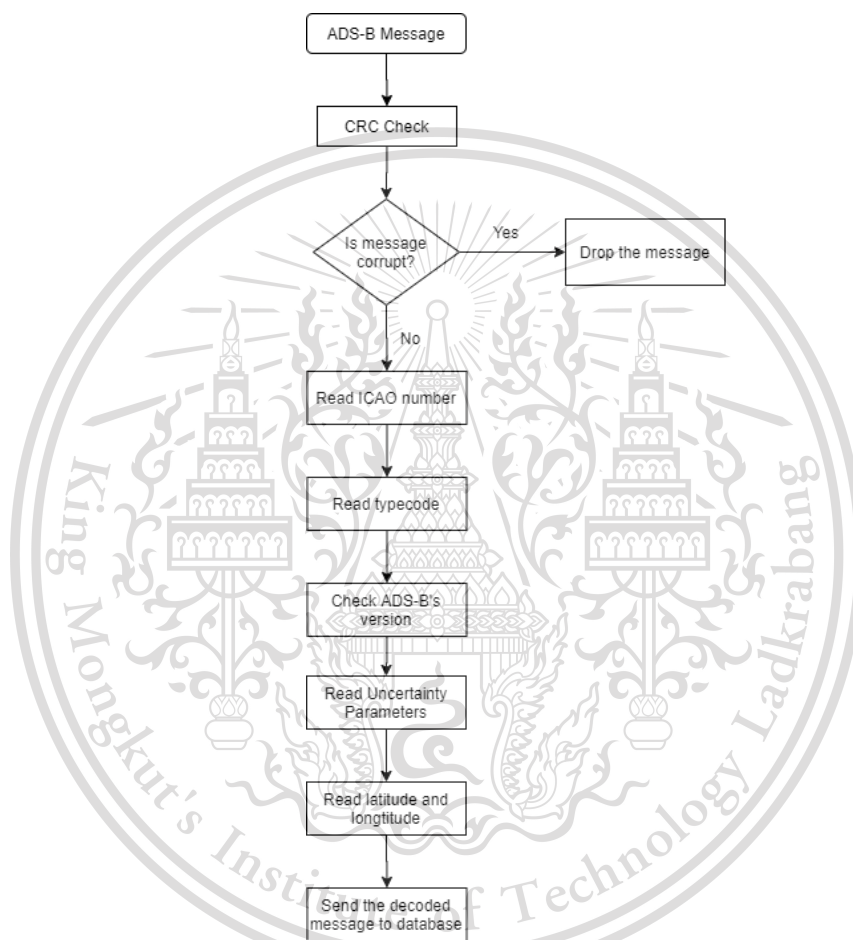 ADS-B Message
CRC Check
Is message
corrupt?
Yes
Drop the message
No
Read ICAO number
Read typecode
Check ADS-B's
version
Read Uncertainty
Parameters
Read latitude and
longtitude
Send the decoded
message to database
King Mongkut's Institute of Technology Ladkrabang